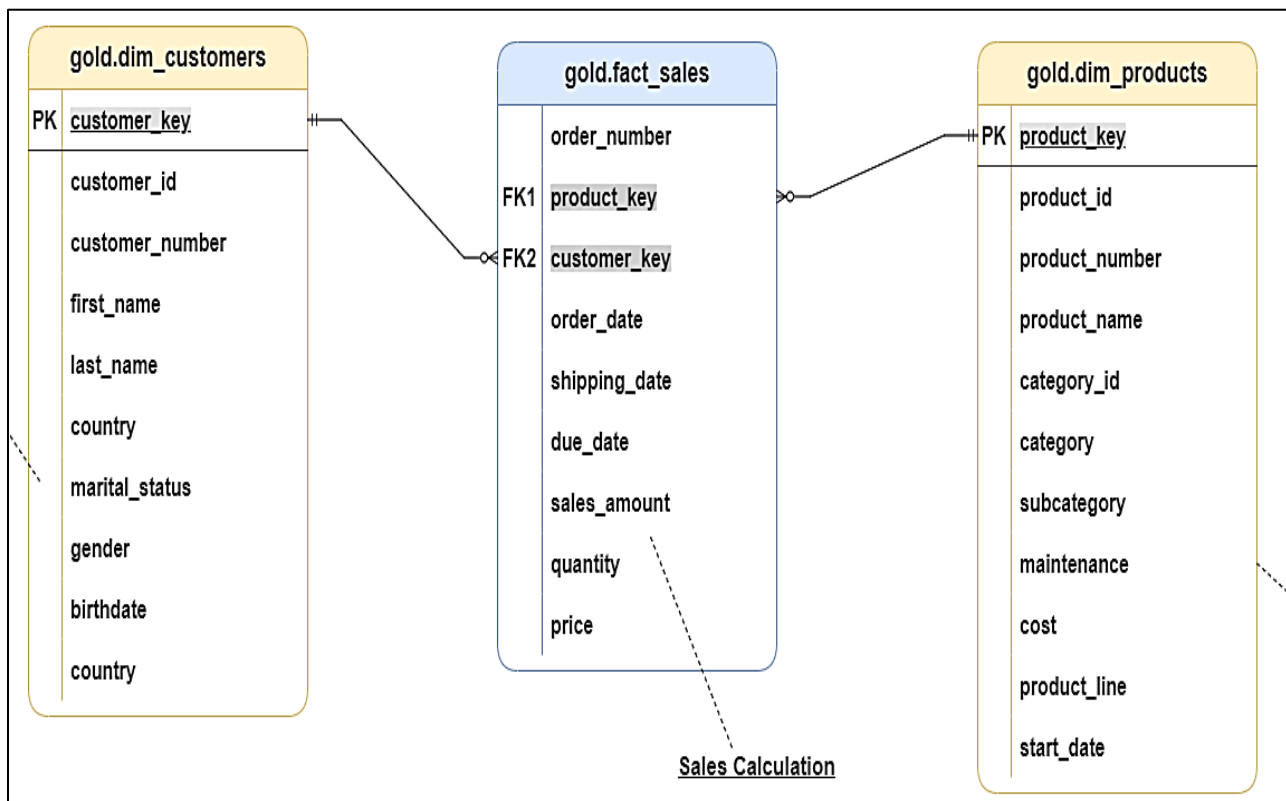 gold.dim_customers
PK customer_key
customer_id
customer_number
first_name
last_name
country
marital_status
gender
birthdate
country
gold.fact_sales
order_number
FK1 product_key
FK2 customer_key
order_date
shipping_date
due_date
sales_amount
quantity
price
Sales Calculation
gold.dim_products
PK product_key
product_id
product_number
product_name
category_id
category
subcategory
maintenance
cost
product_line
start_date